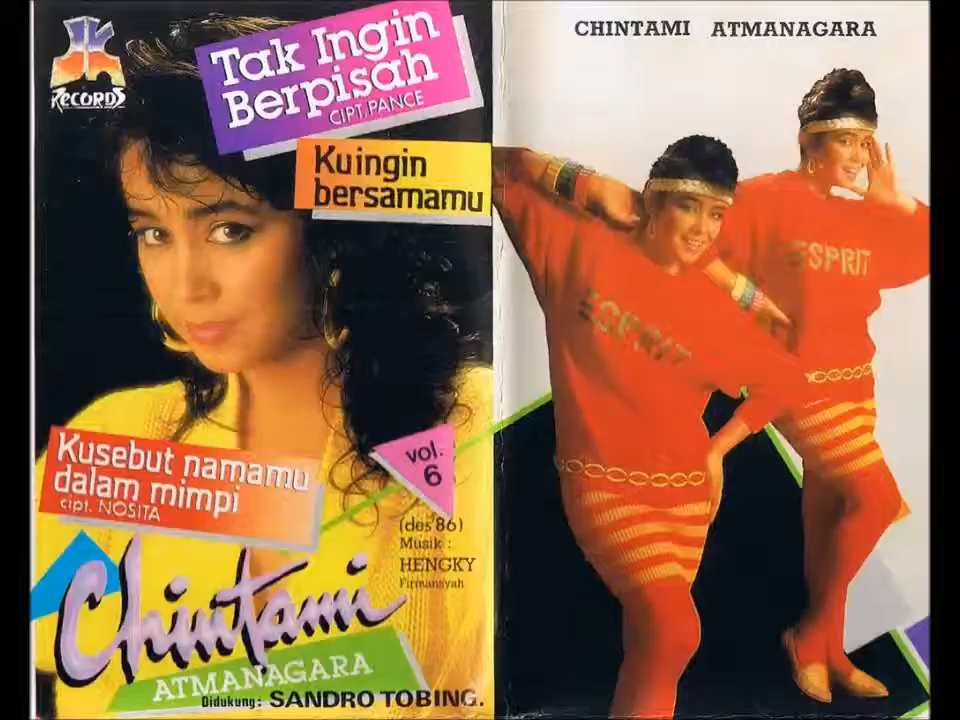 JK
RECORDS
Tak Ingin
Berpisah
CIPT. PANCE
Kuingin
bersamamu
Kusebut namamu
dalam mimpi
cipt. NOSITA
vol.
6
(des'86)
Musik :
HENGKY
Firmansyah
Chintami
ATMANAGARA
Didukung: SANDRO TOBING.
CHINTAMI ATMANAGARA
ESPRIT
ESPRIT